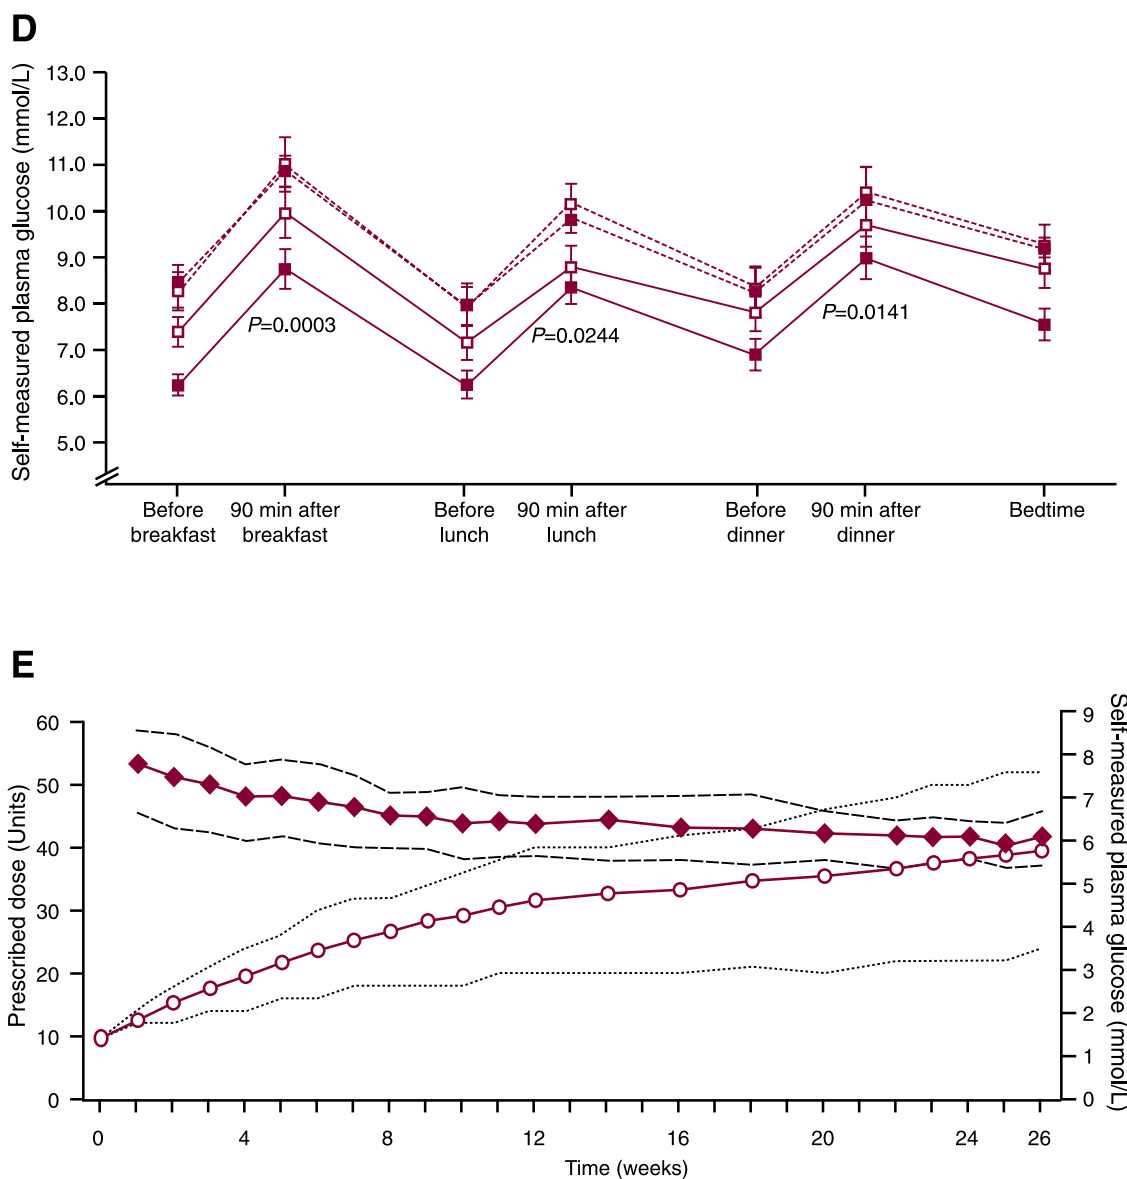 D
Self-measured plasma glucose (mmol/L)
13.0
12.0
11.0
10.0
9.0
8.0
7.0
6.0
5.0
P=0.0003
P=0.0244
P=0.0141
Before breakfast
90 min after breakfast
Before lunch
90 min after lunch
Before dinner
90 min after dinner
Bedtime
E
Prescribed dose (Units)
60
50
40
30
20
10
0
Self-measured plasma glucose (mmol/L)
9
8
7
6
5
4
3
2
1
0
0 4 8 12 16 20 24 26
Time (weeks)